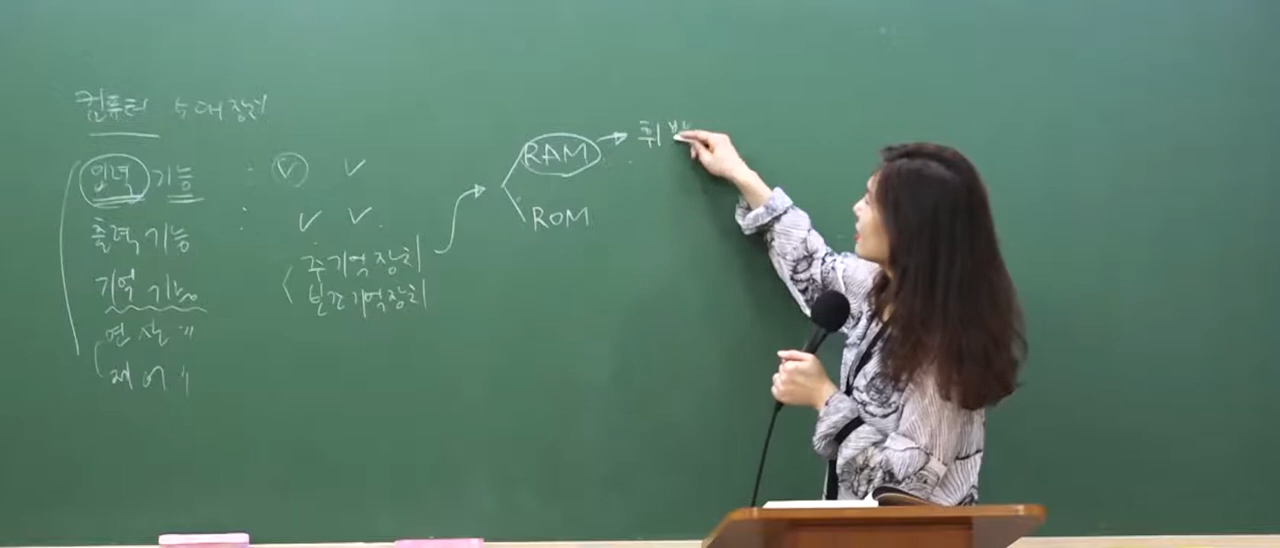 컴퓨터 5대장치
입력 기능 :
출력 기능 :
기억 기능
주기억장치
보조기억장치
연산 〃
제어 〃
RAM → 휘발
ROM